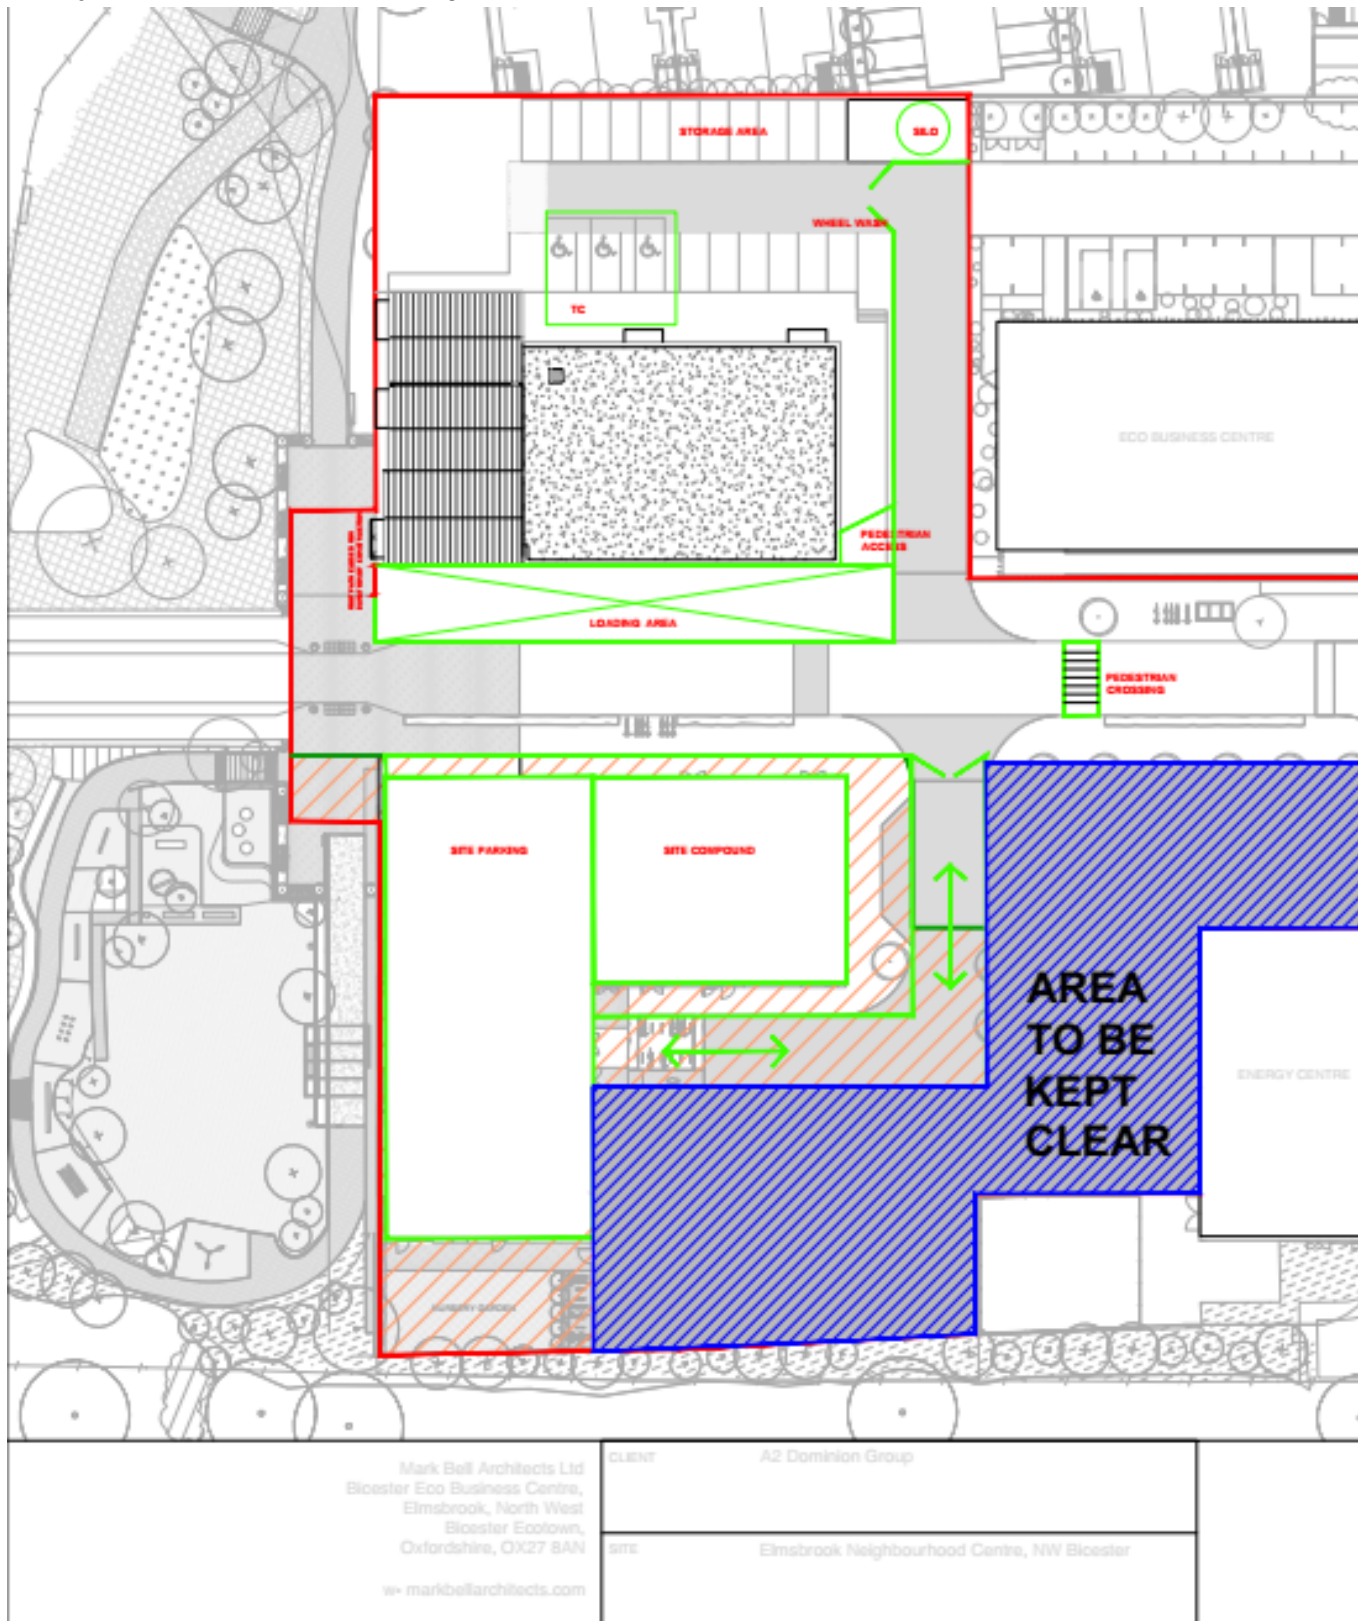 STORAGE AREA
SILO
WHEEL WASH
TC
ECO BUSINESS CENTRE
PEDESTRIAN
ACCESS
LOADING AREA
PEDESTRIAN
CROSSING
SITE PARKING
SITE COMPOUND
AREA
TO BE
KEPT
CLEAR
ENERGY CENTRE
NURSERY GARDEN
Mark Bell Architects Ltd
Bicester Eco Business Centre,
Elmsbrook, North West
Bicester Ecotown,
Oxfordshire, OX27 8AN
w• markbellarchitects.com
CLIENT
A2 Dominion Group
SITE
Elmsbrook Neighbourhood Centre, NW Bicester